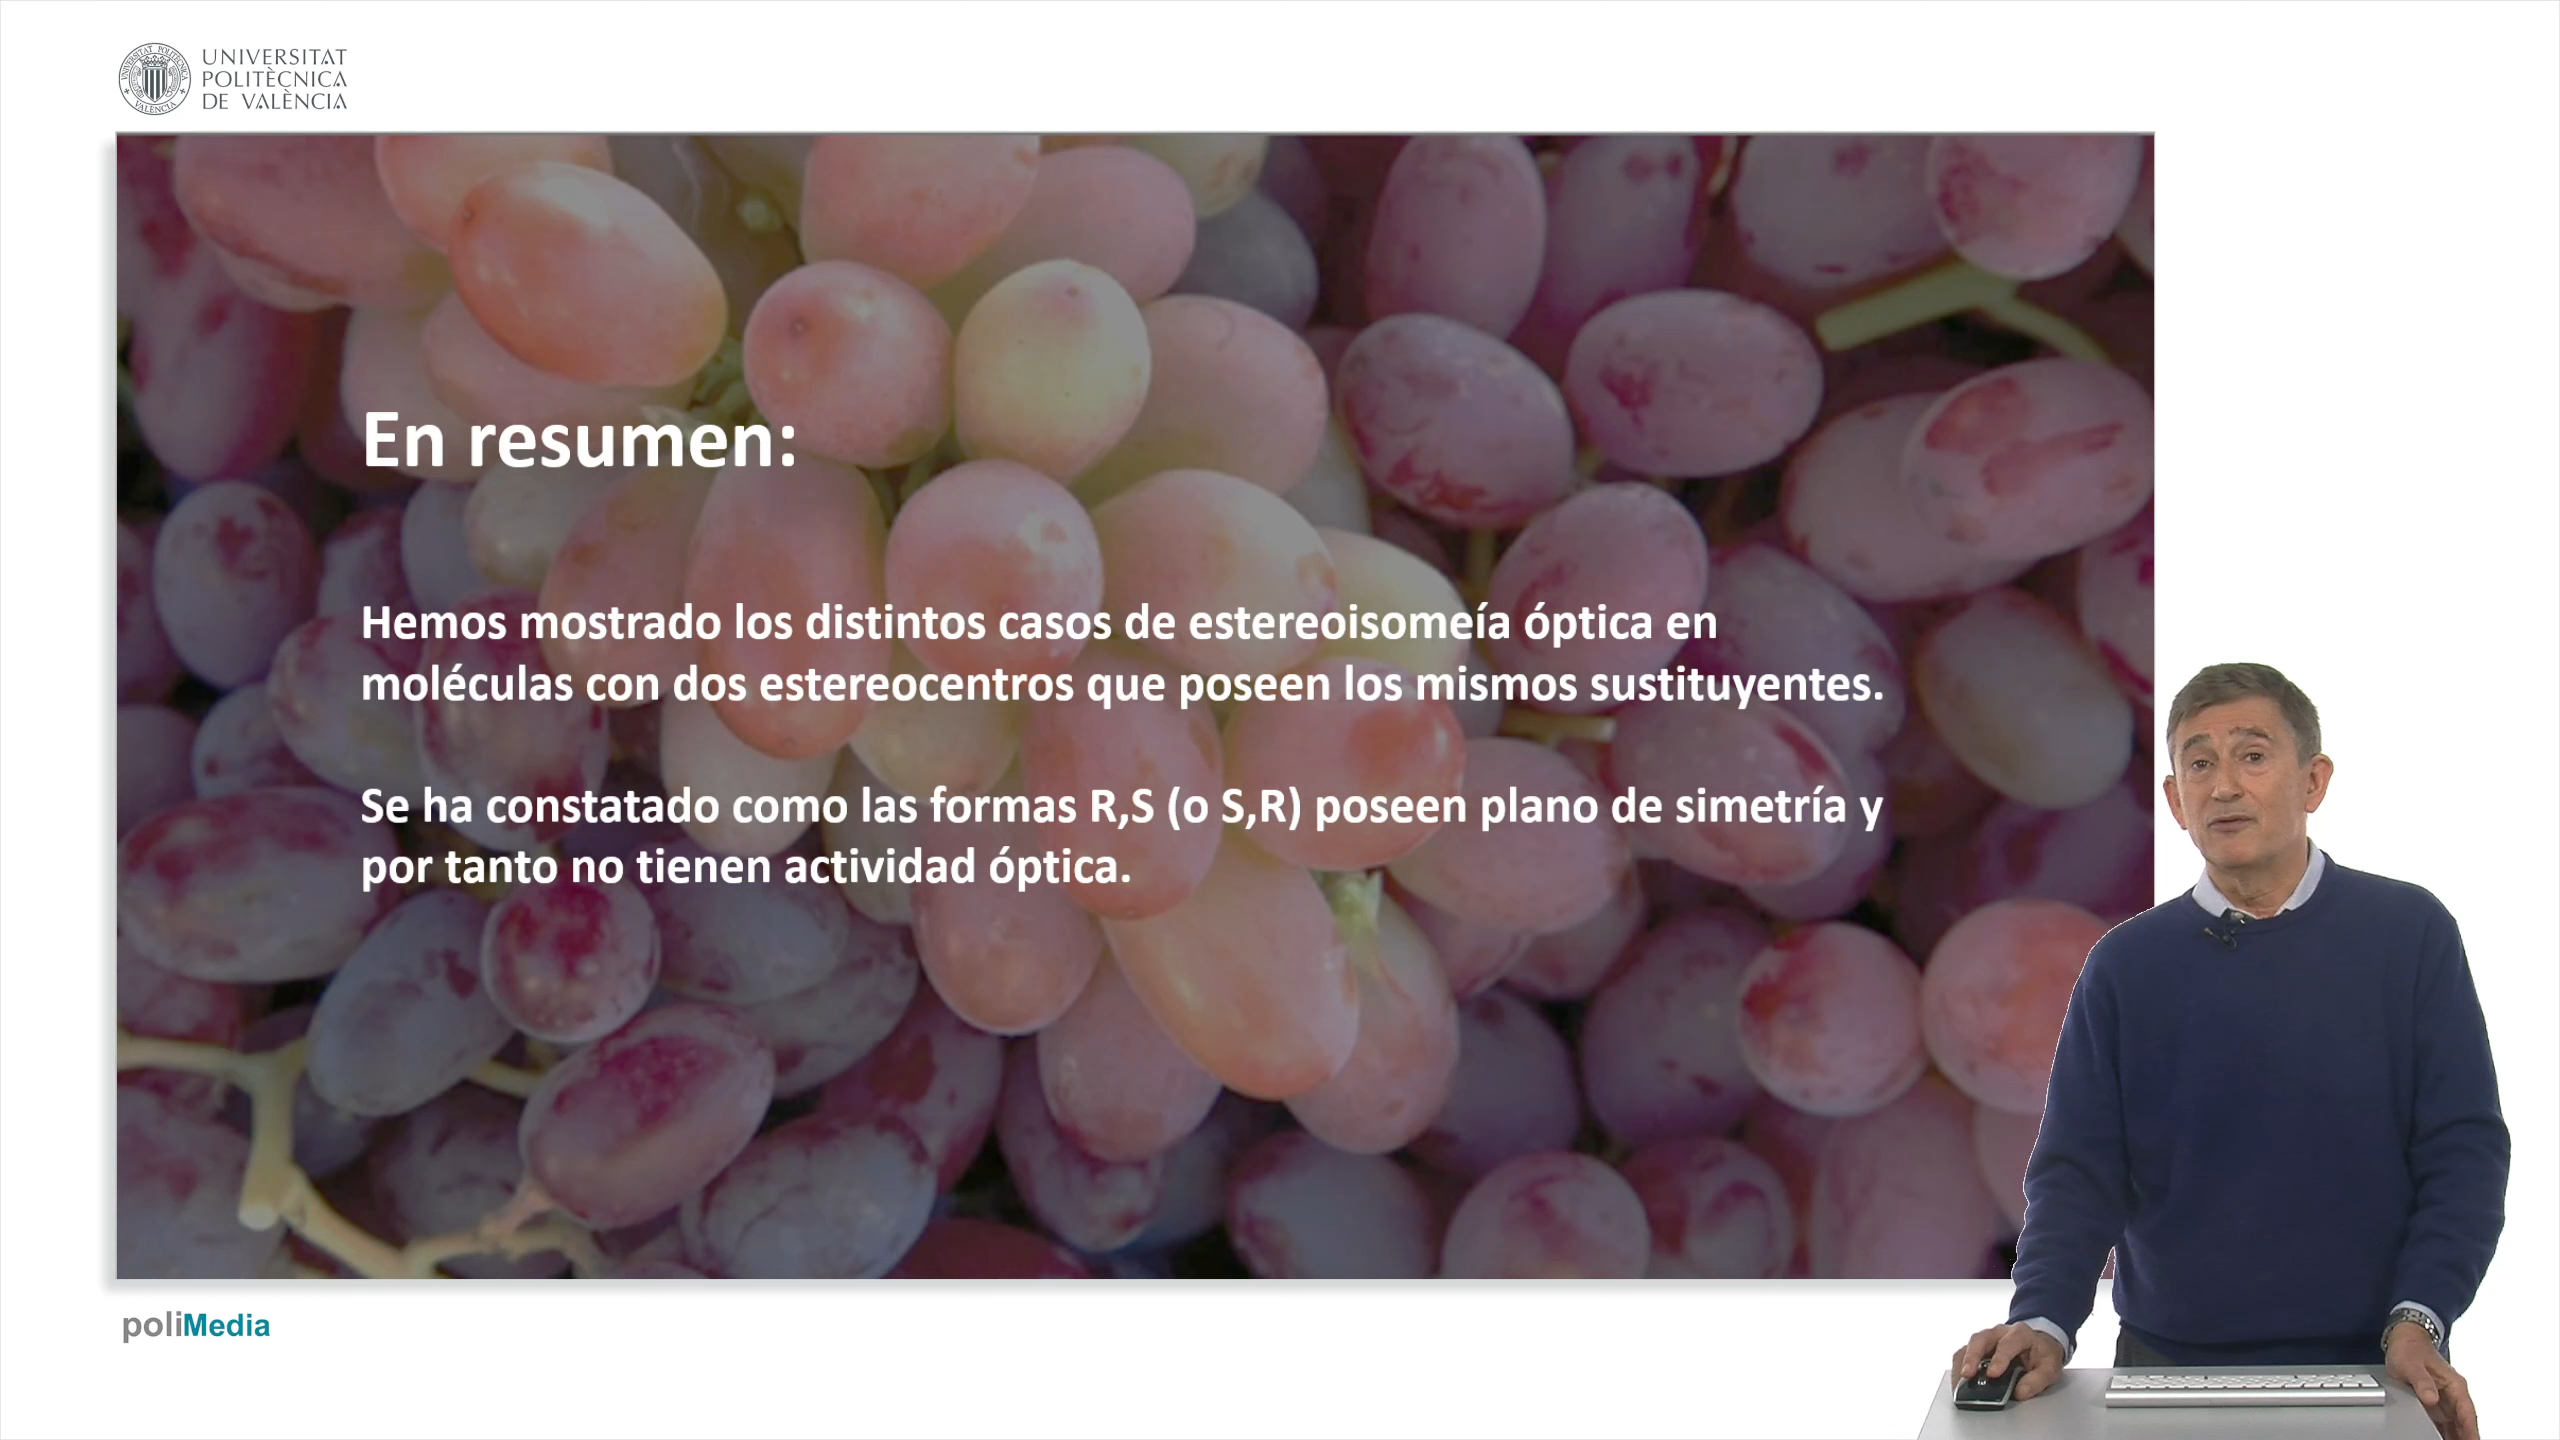 UNIVERSITAT
POLITÈCNICA
DE VALÈNCIA
En resumen:
Hemos mostrado los distintos casos de estereoisomeía óptica en
moléculas con dos estereocentros que poseen los mismos sustituyentes.
Se ha constatado como las formas R,S (o S,R) poseen plano de simetría y
por tanto no tienen actividad óptica.
poliMedia